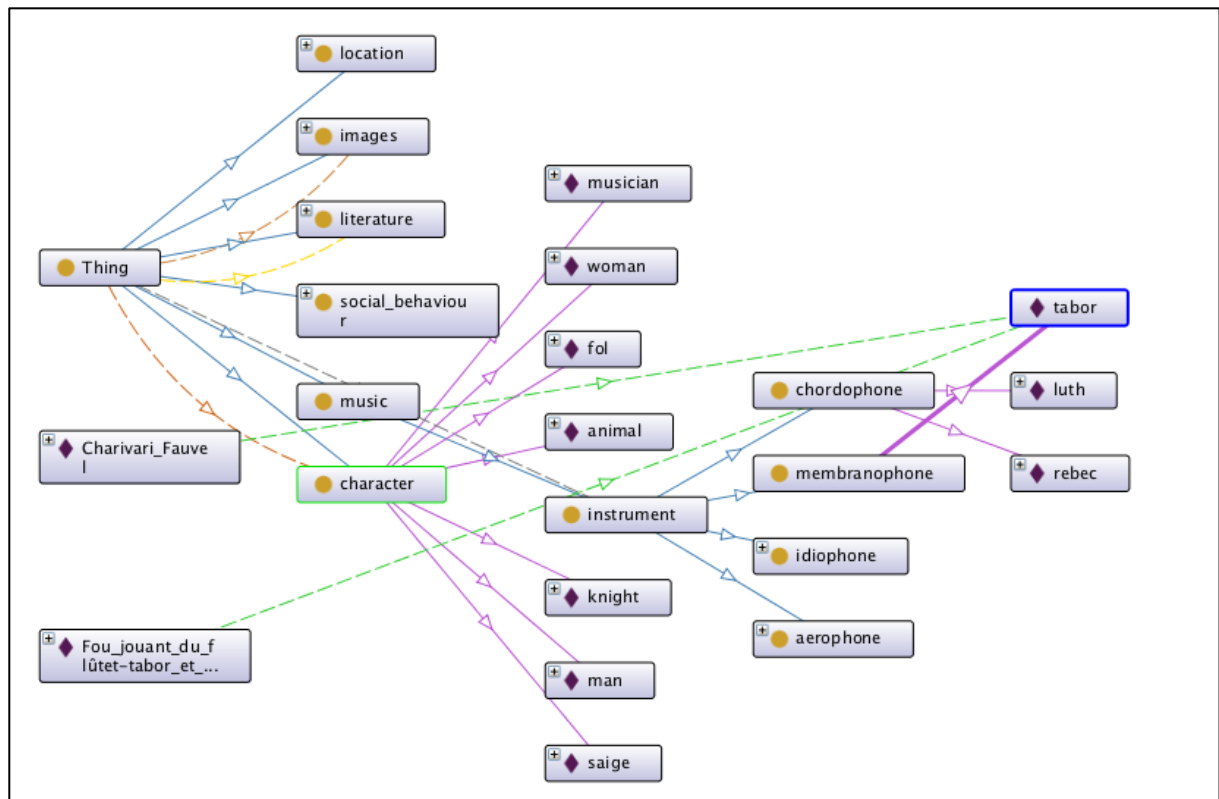 location
images
musician
literature
woman
Thing
social_behaviou
r
tabor
fol
chordophone
luth
music
animal
Charivari_Fauve
l
membranophone
rebec
character
instrument
idiophone
knight
aerophone
Fou_jouant_du_f
lûtet-tabor_et_...
man
saige